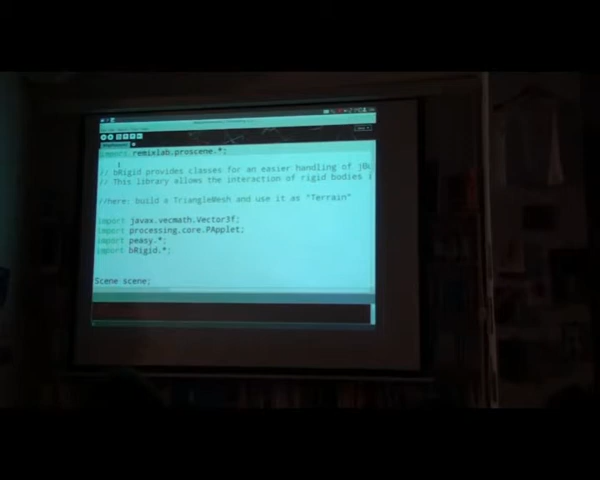 import remixlab.proscene.*;
// bRigid provides classes for an easier handling of jBu
// This library allows the interaction of rigid bodies i
//here: build a TriangleMesh and use it as "Terrain"
import javax.vecmath.Vector3f;
import processing.core.PApplet;
import peasy.*;
import bRigid.*;
Scene scene;